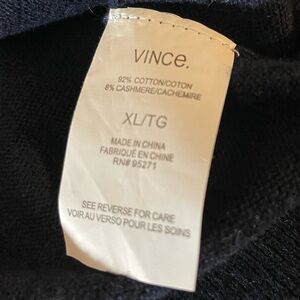 VINCe.
92% COTTON/COTON
8% CASHMERE/CACHEMIRE
XL/TG
MADE IN CHINA
FABRIQUÉ EN CHINE
RN# 95271
SEE REVERSE FOR CARE
VOIR AU VERSO POUR LES SOINS